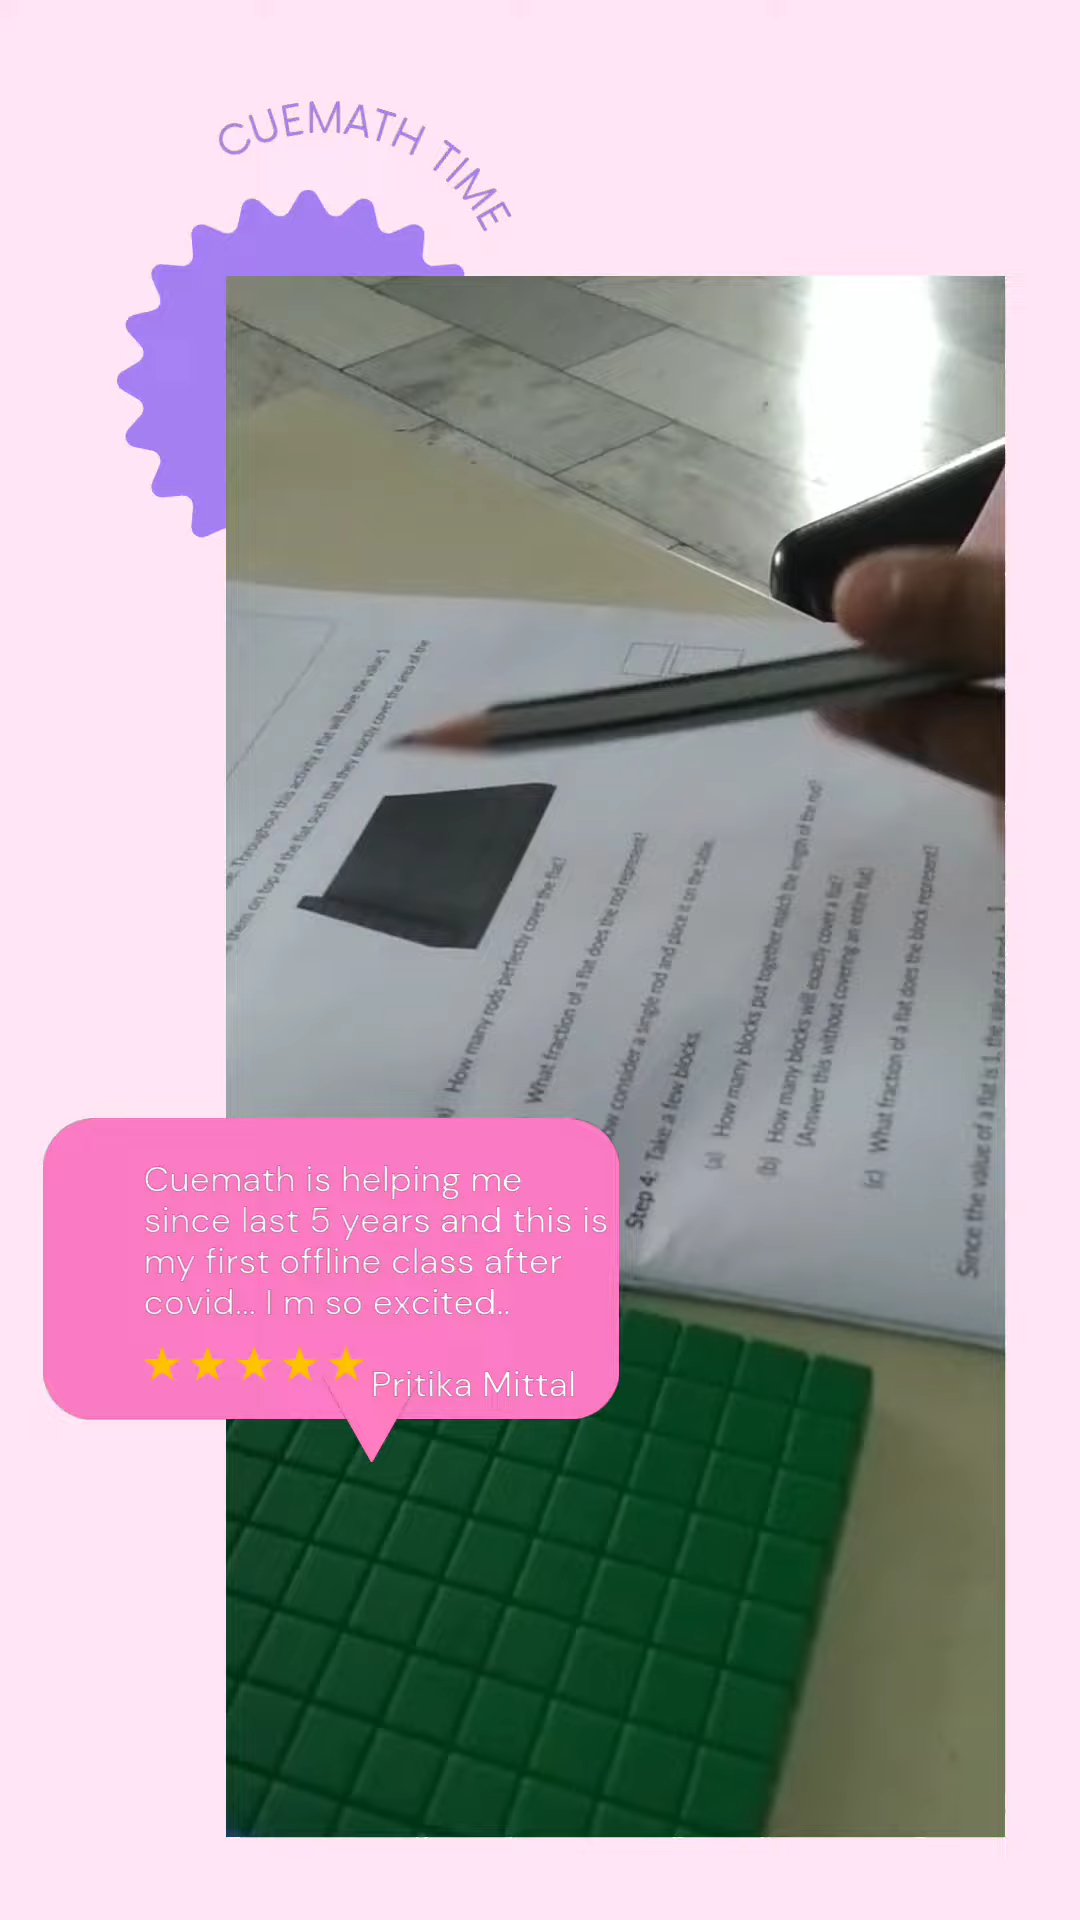 CUEMATH TIME
Throughout this activity a flat will have the value 1
them on top of the flat such that they exactly cover the area of the
How many rods perfectly cover the flat?
What fraction of a flat does the rod represent?
consider a single rod and place it on the table.
Step 4: Take a few blocks.
(a) How many blocks put together match the length of the rod?
(b) How many blocks will exactly cover a flat?
(Answer this without covering an entire flat)
(c) What fraction of a flat does the block represent?
Since the value of a flat is 1, the value of a
Cuemath is helping me
since last 5 years and this is
my first offline class after
covid... I m so excited..
Pritika Mittal